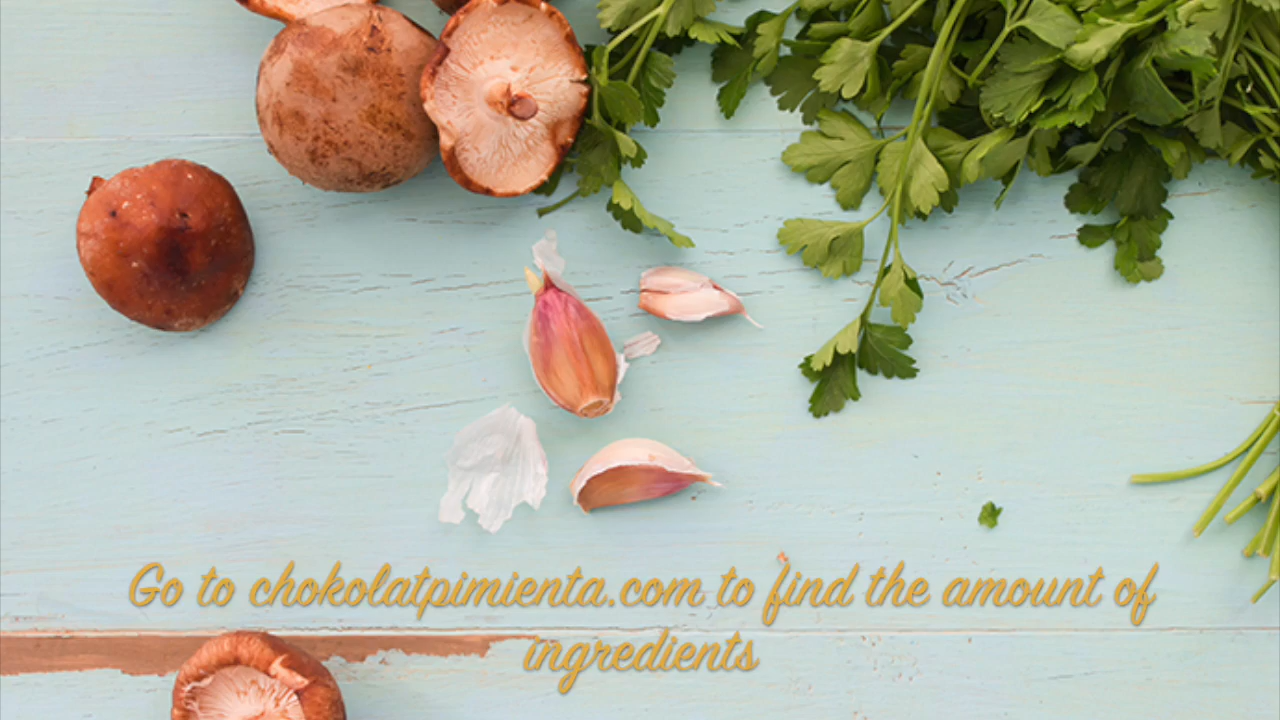 Go to chokolatpimienta.com to find the amount of
ingredients